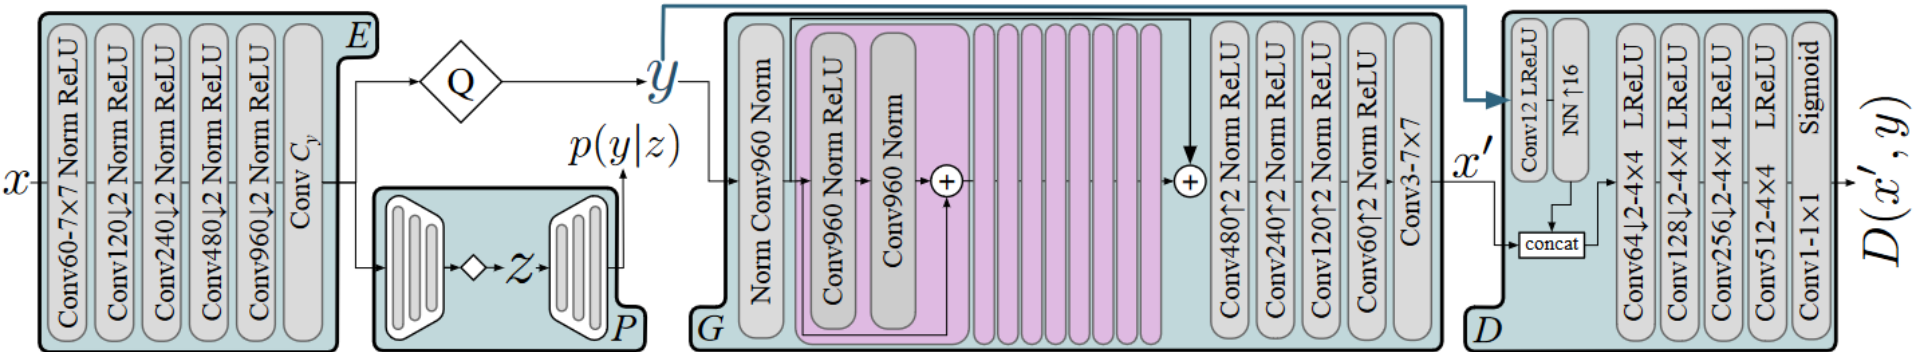 x
Conv60-7×7 Norm ReLU
Conv120↓2 Norm ReLU
Conv240↓2 Norm ReLU
Conv480↓2 Norm ReLU
Conv960↓2 Norm ReLU
Conv C_y
E
Q
y
p(y|z)
z
P
G
Norm Conv960 Norm
Conv960 Norm ReLU
Conv960 Norm
+
+
Conv480↑2 Norm ReLU
Conv240↑2 Norm ReLU
Conv120↑2 Norm ReLU
Conv60↑2 Norm ReLU
Conv3-7×7
x′
Conv12 LReLU
NN ↑16
concat
Conv64↓2-4×4 LReLU
Conv128↓2-4×4 LReLU
Conv256↓2-4×4 LReLU
Conv512-4×4 LReLU
Conv1-1×1 Sigmoid
D
D(x′, y)